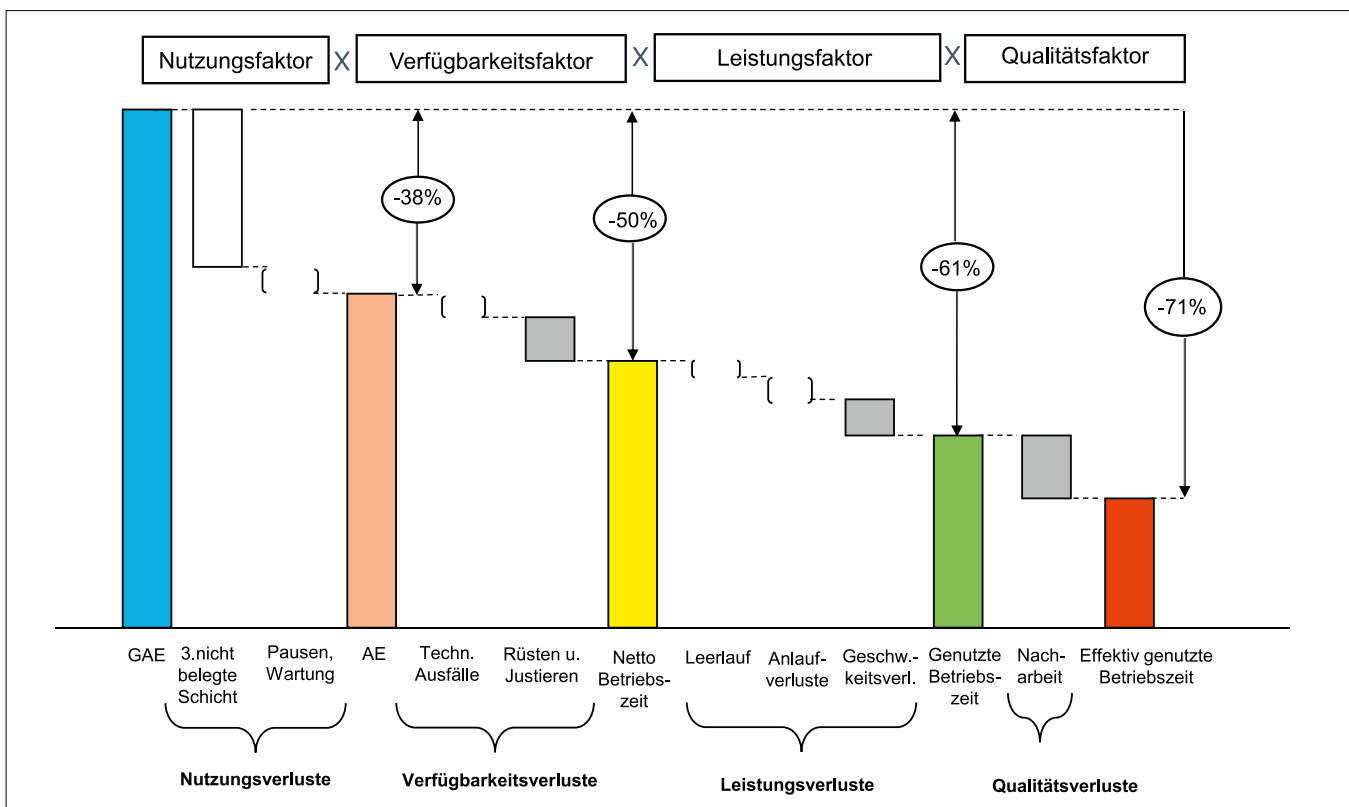 Nutzungsfaktor X Verfügbarkeitsfaktor X Leistungsfaktor X Qualitätsfaktor
-38%
-50%
-61%
-71%
GAE
3.nicht
belegte
Schicht
Pausen,
Wartung
AE
Techn.
Ausfälle
Rüsten u.
Justieren
Netto
Betriebs-
zeit
Leerlauf
Anlauf-
verluste
Geschw.-
keitsverl.
Genutzte
Betriebs-
zeit
Nach-
arbeit
Effektiv genutzte
Betriebszeit
Nutzungsverluste
Verfügbarkeitsverluste
Leistungsverluste
Qualitätsverluste